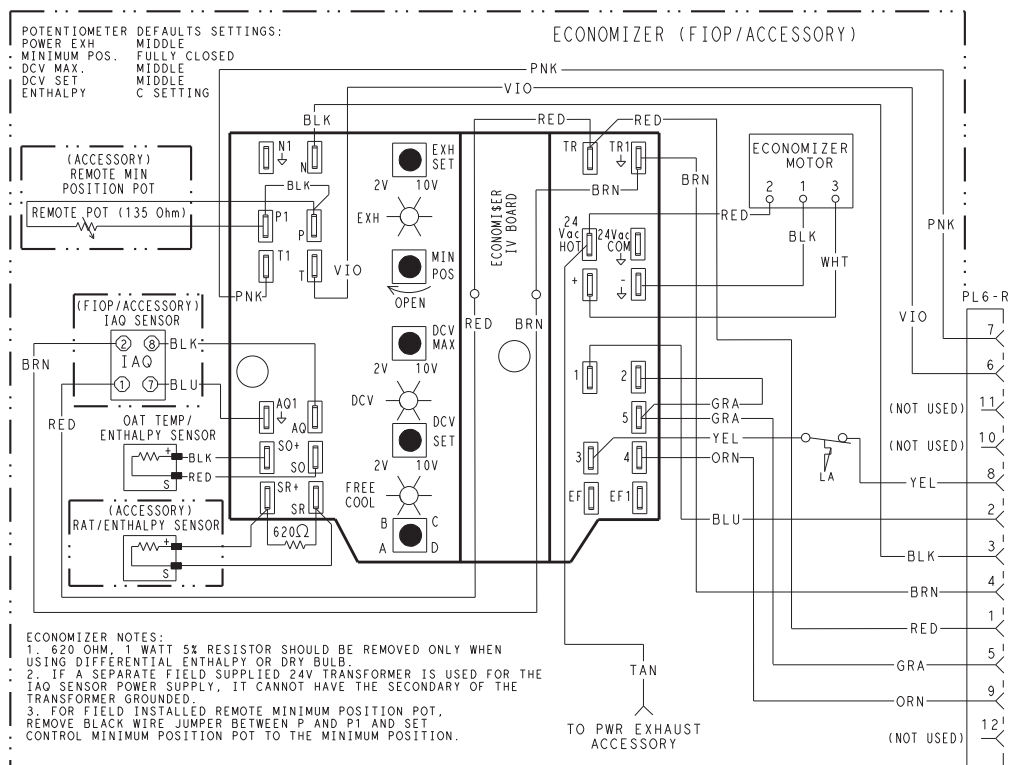 POTENTIOMETER DEFAULTS SETTINGS:
POWER EXH MIDDLE
MINIMUM POS. FULLY CLOSED
DCV MAX. MIDDLE
DCV SET MIDDLE
ENTHALPY C SETTING
ECONOMIZER (FIOP/ACCESSORY)
PNK
VIO
BLK
RED
RED
N1
N
EXH
SET
2V 10V
TR
TR1
ECONOMIZER
MOTOR
2 1 3
(ACCESSORY)
REMOTE MIN
POSITION POT
REMOTE POT (135 Ohm)
BLK
P1
P
EXH
BRN
BRN
RED
BLK
WHT
PNK
T1
T
VIO
PNK
MIN
POS
OPEN
ECONOMI$ER
IV BOARD
24
Vac
HOT
24Vac
COM
+
-
RED
BRN
VIO
PL6-R
7
6
11
(NOT USED)
10
(NOT USED)
8
2
3
4
1
5
9
12
(NOT USED)
(FIOP/ACCESSORY)
IAQ SENSOR
2 8
BLK
IAQ
1 7
BLU
BRN
RED
DCV
MAX
2V 10V
DCV
DCV
SET
2V 10V
AQ1
AQ
SO+
SO
SR+
SR
620Ω
OAT TEMP/
ENTHALPY SENSOR
+
S
BLK
RED
(ACCESSORY)
RAT/ENTHALPY SENSOR
+
S
FREE
COOL
B C
A D
1
2
5
3
4
EF
EF1
GRA
GRA
YEL
ORN
LA
YEL
BLU
BLK
BRN
RED
GRA
ORN
TAN
TO PWR EXHAUST
ACCESSORY
ECONOMIZER NOTES:
1. 620 OHM, 1 WATT 5% RESISTOR SHOULD BE REMOVED ONLY WHEN
USING DIFFERENTIAL ENTHALPY OR DRY BULB.
2. IF A SEPARATE FIELD SUPPLIED 24V TRANSFORMER IS USED FOR THE
IAQ SENSOR POWER SUPPLY, IT CANNOT HAVE THE SECONDARY OF THE
TRANSFORMER GROUNDED.
3. FOR FIELD INSTALLED REMOTE MINIMUM POSITION POT,
REMOVE BLACK WIRE JUMPER BETWEEN P AND P1 AND SET
CONTROL MINIMUM POSITION POT TO THE MINIMUM POSITION.